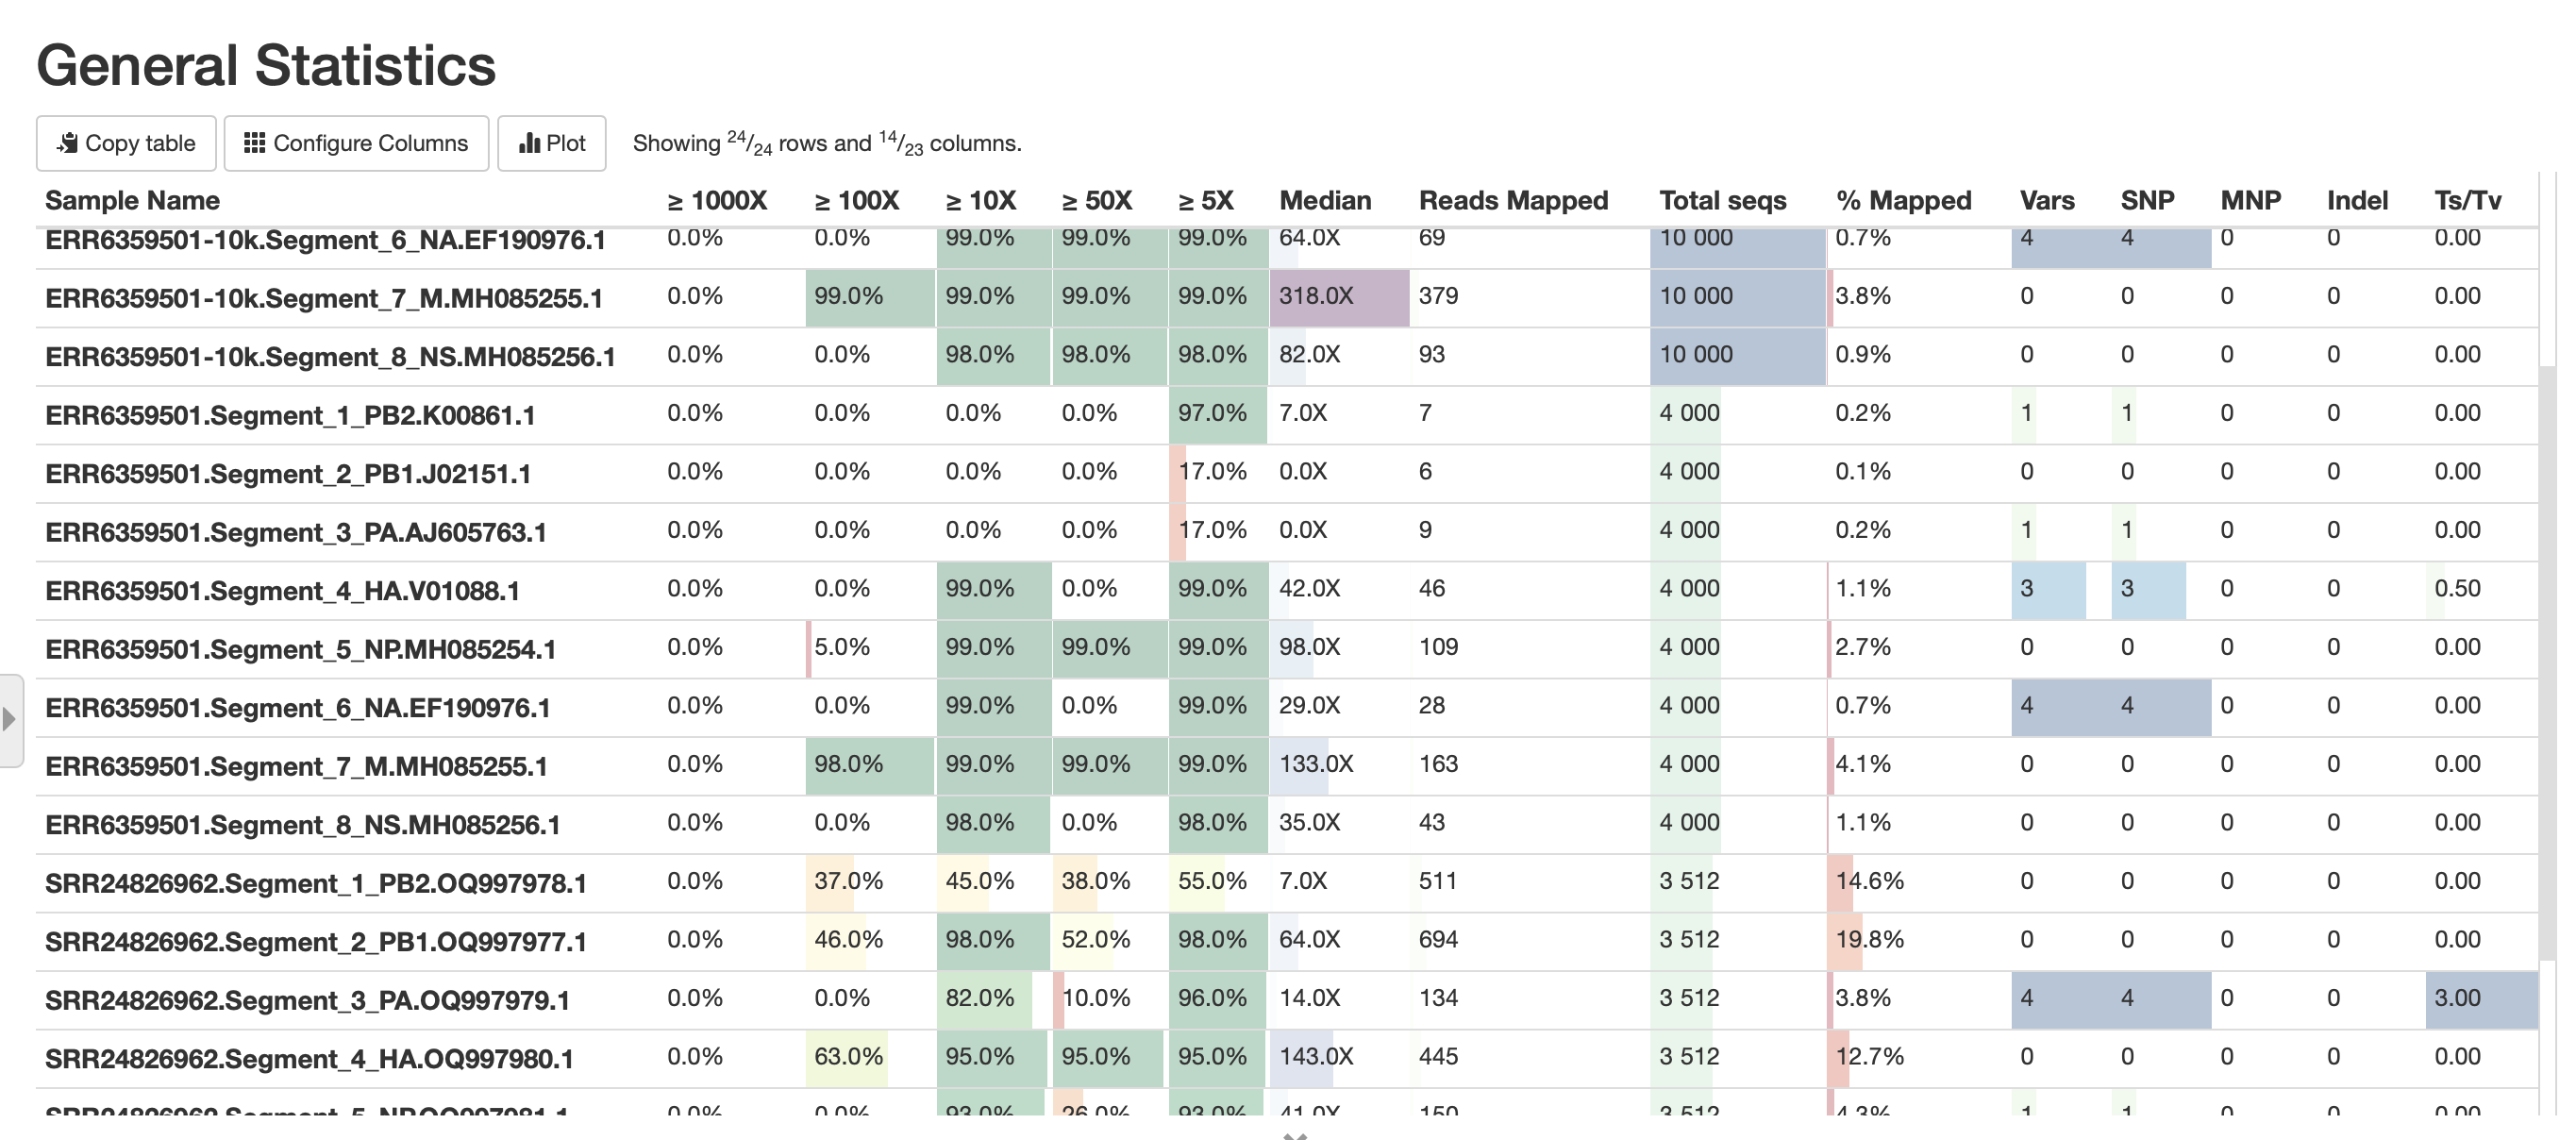 General Statistics
Copy table Configure Columns Plot Showing 24/24 rows and 14/23 columns.
Sample Name ≥ 1000X ≥ 100X ≥ 10X ≥ 50X ≥ 5X Median Reads Mapped Total seqs % Mapped Vars SNP MNP Indel Ts/Tv
ERR6359501-10k.Segment_6_NA.EF190976.1 0.0% 0.0% 99.0% 99.0% 99.0% 64.0X 69 10 000 0.7% 4 4 0 0 0.00
ERR6359501-10k.Segment_7_M.MH085255.1 0.0% 99.0% 99.0% 99.0% 99.0% 318.0X 379 10 000 3.8% 0 0 0 0 0.00
ERR6359501-10k.Segment_8_NS.MH085256.1 0.0% 0.0% 98.0% 98.0% 98.0% 82.0X 93 10 000 0.9% 0 0 0 0 0.00
ERR6359501.Segment_1_PB2.K00861.1 0.0% 0.0% 0.0% 0.0% 97.0% 7.0X 7 4 000 0.2% 1 1 0 0 0.00
ERR6359501.Segment_2_PB1.J02151.1 0.0% 0.0% 0.0% 0.0% 17.0% 0.0X 6 4 000 0.1% 0 0 0 0 0.00
ERR6359501.Segment_3_PA.AJ605763.1 0.0% 0.0% 0.0% 0.0% 17.0% 0.0X 9 4 000 0.2% 1 1 0 0 0.00
ERR6359501.Segment_4_HA.V01088.1 0.0% 0.0% 99.0% 0.0% 99.0% 42.0X 46 4 000 1.1% 3 3 0 0 0.50
ERR6359501.Segment_5_NP.MH085254.1 0.0% 5.0% 99.0% 99.0% 99.0% 98.0X 109 4 000 2.7% 0 0 0 0 0.00
ERR6359501.Segment_6_NA.EF190976.1 0.0% 0.0% 99.0% 0.0% 99.0% 29.0X 28 4 000 0.7% 4 4 0 0 0.00
ERR6359501.Segment_7_M.MH085255.1 0.0% 98.0% 99.0% 99.0% 99.0% 133.0X 163 4 000 4.1% 0 0 0 0 0.00
ERR6359501.Segment_8_NS.MH085256.1 0.0% 0.0% 98.0% 0.0% 98.0% 35.0X 43 4 000 1.1% 0 0 0 0 0.00
SRR24826962.Segment_1_PB2.OQ997978.1 0.0% 37.0% 45.0% 38.0% 55.0% 7.0X 511 3 512 14.6% 0 0 0 0 0.00
SRR24826962.Segment_2_PB1.OQ997977.1 0.0% 46.0% 98.0% 52.0% 98.0% 64.0X 694 3 512 19.8% 0 0 0 0 0.00
SRR24826962.Segment_3_PA.OQ997979.1 0.0% 0.0% 82.0% 10.0% 96.0% 14.0X 134 3 512 3.8% 4 4 0 0 3.00
SRR24826962.Segment_4_HA.OQ997980.1 0.0% 63.0% 95.0% 95.0% 95.0% 143.0X 445 3 512 12.7% 0 0 0 0 0.00
SRR24826962.Segment_5_NP.OQ997981.1 0.0% 0.0% 93.0% 26.0% 93.0% 41.0X 150 3 512 4.3% 1 1 0 0 0.00